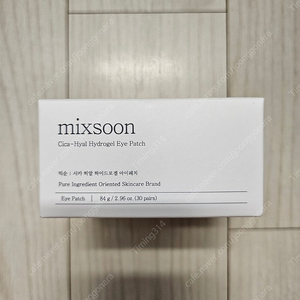 mixsoon
Cica-Hyal Hydrogel Eye Patch
믹순 : 시카 히알 하이드로겔 아이패치
Pure Ingredient Oriented Skincare Brand
Eye Patch | 84 g / 2.96 oz. (30 pairs)